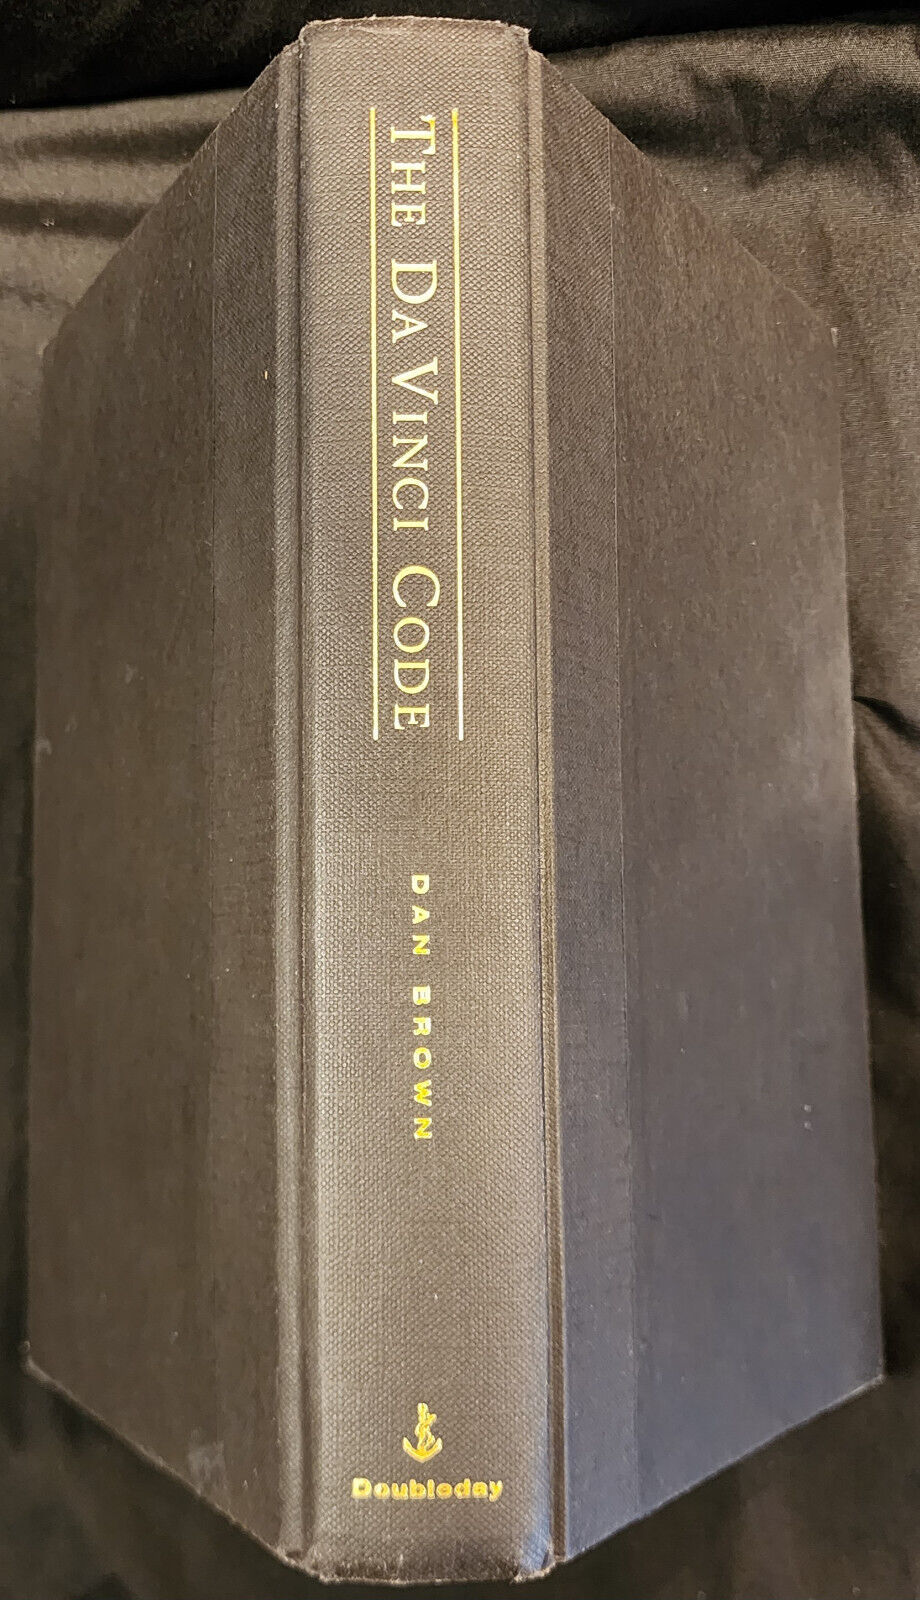 THE DA VINCI CODE
DAN BROWN
Doubleday